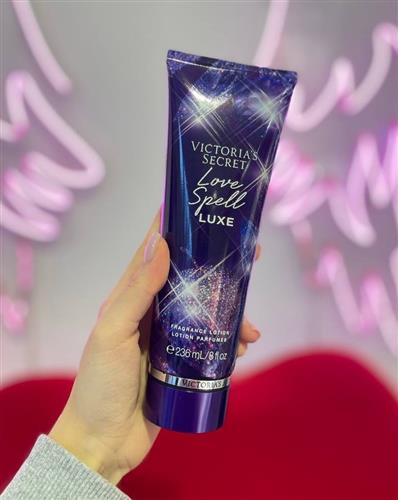 VICTORIA'S
SECRET
Love
Spell
LUXE
FRAGRANCE LOTION
LOTION PARFUMÉE
℮236 mL/8 fl oz
VICTORIA'S